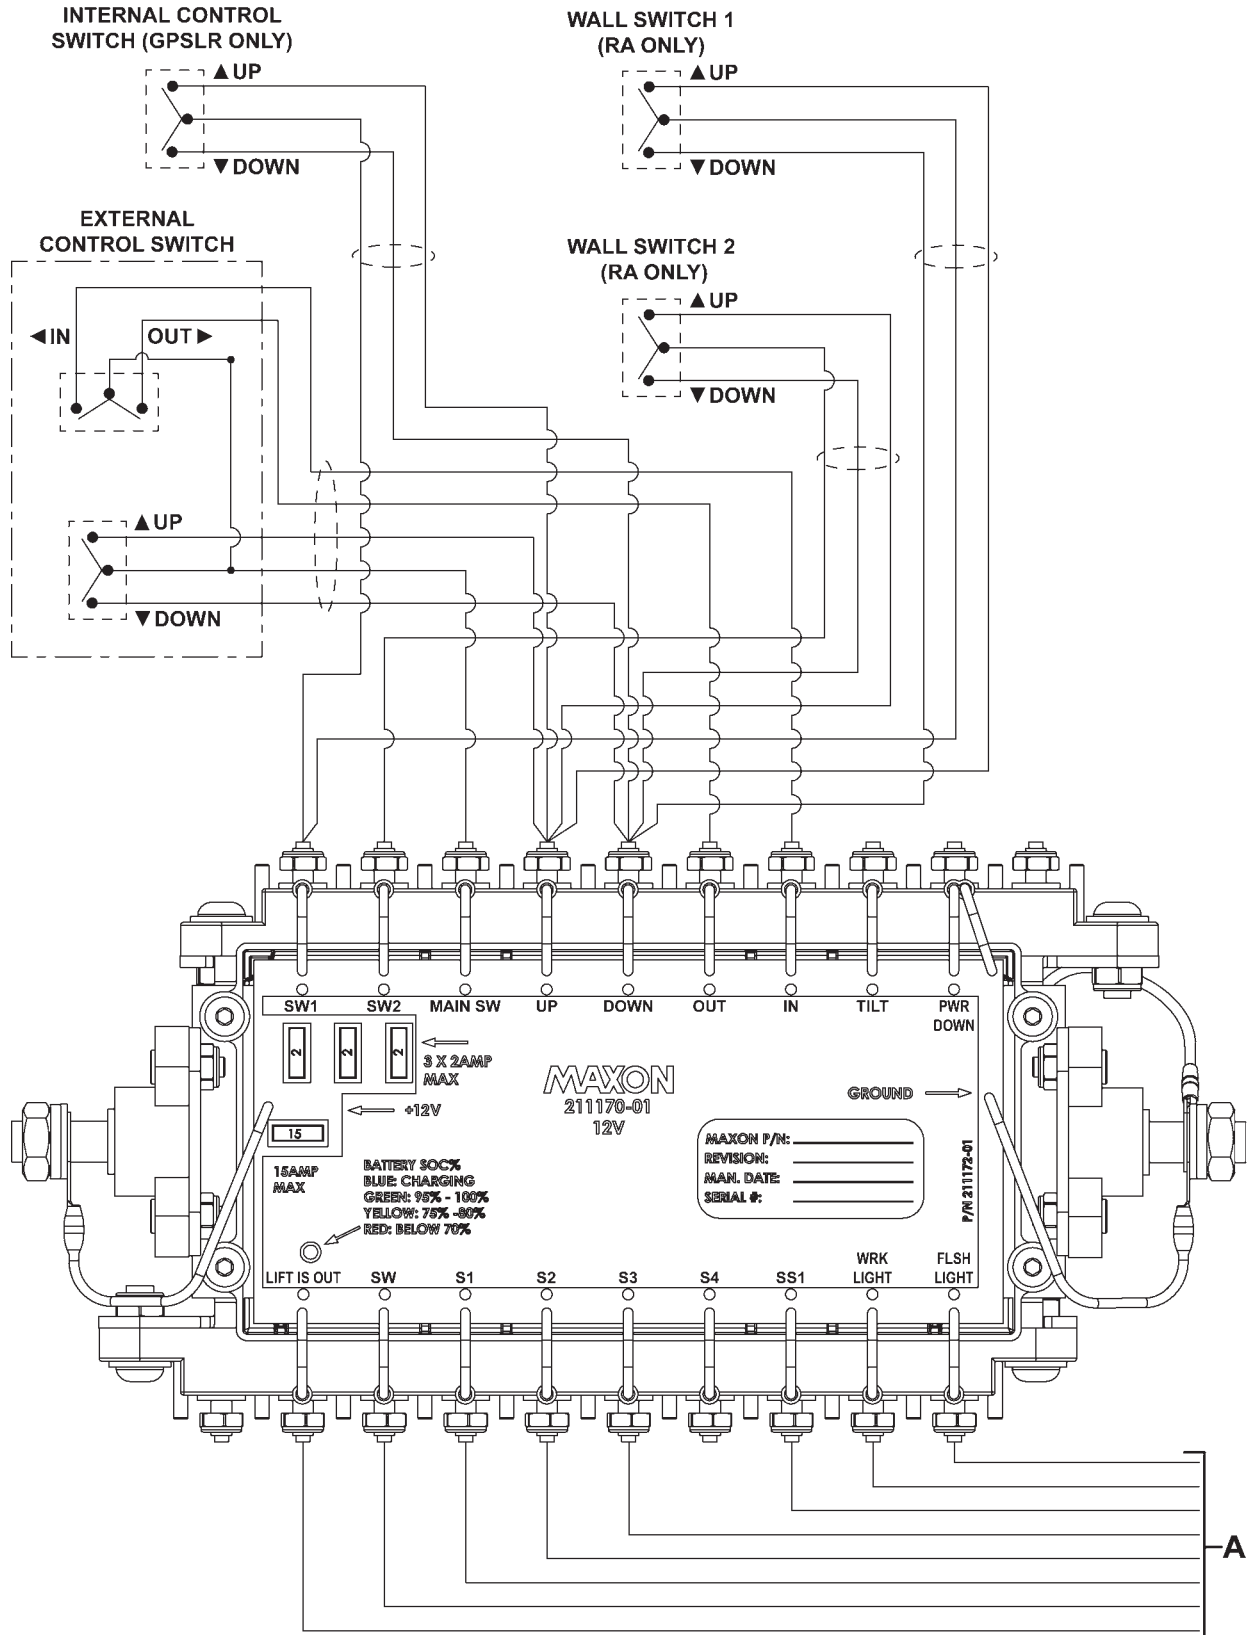 INTERNAL CONTROL
SWITCH (GPSLR ONLY)
▲UP
▼DOWN
WALL SWITCH 1
(RA ONLY)
▲UP
▼DOWN
EXTERNAL
CONTROL SWITCH
◄IN
OUT►
▲UP
▼DOWN
WALL SWITCH 2
(RA ONLY)
▲UP
▼DOWN
SW1
SW2
MAIN SW
UP
DOWN
OUT
IN
TILT
PWR
DOWN
2
2
2
3 X 2AMP
MAX
+12V
15
15AMP
MAX
MAXON
211170-01
12V
GROUND
BATTERY SOC%
BLUE: CHARGING
GREEN: 95% - 100%
YELLOW: 75% -80%
RED: BELOW 70%
MAXON P/N:
REVISION:
MAN. DATE:
SERIAL #:
P/N 211172-01
LIFT IS OUT
SW
S1
S2
S3
S4
SS1
WRK
LIGHT
FLSH
LIGHT
A